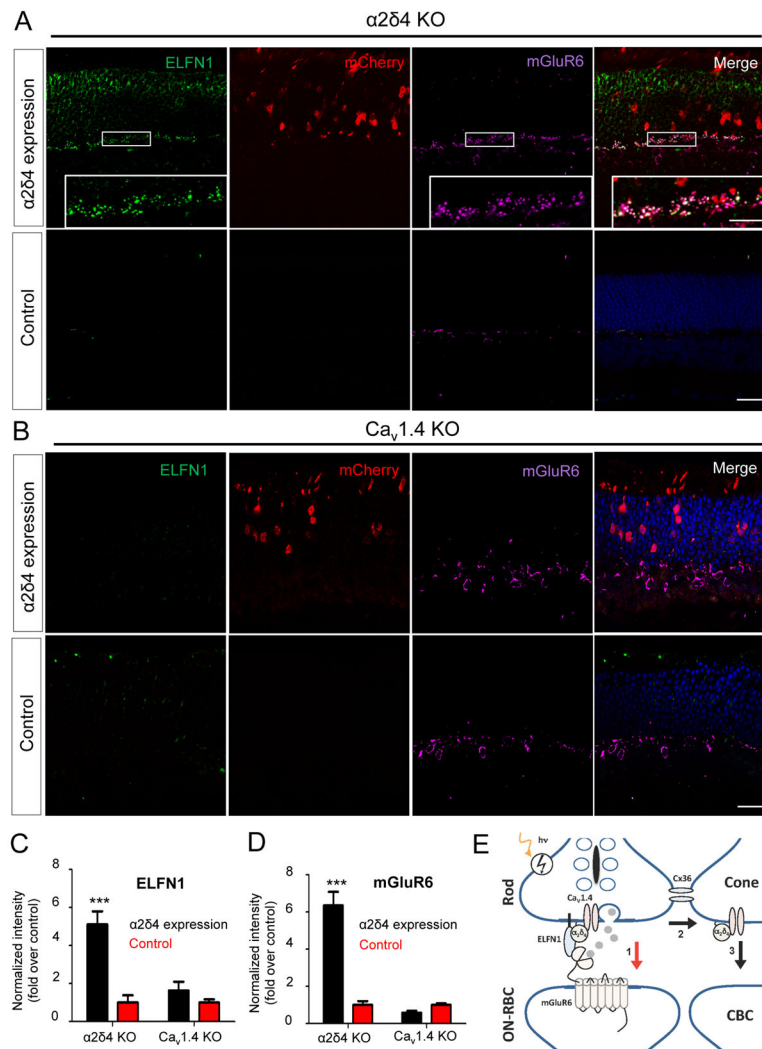 A
α2δ4 KO
α2δ4 expression
ELFN1
mCherry
mGluR6
Merge
Control
B
Cav1.4 KO
α2δ4 expression
ELFN1
mCherry
mGluR6
Merge
Control
C
Normalized intensity
(fold over control)
8
6
4
2
0
***
ELFN1
α2δ4 expression
Control
α2δ4 KO
Cav1.4 KO
D
Normalized intensity
(fold over control)
8
6
4
2
0
***
mGluR6
α2δ4 expression
Control
α2δ4 KO
Cav1.4 KO
E
hν
Rod
Cav1.4
Cx36
Cone
ELFN1
α2δ4
α2δ4
1
2
3
mGluR6
ON-RBC
CBC